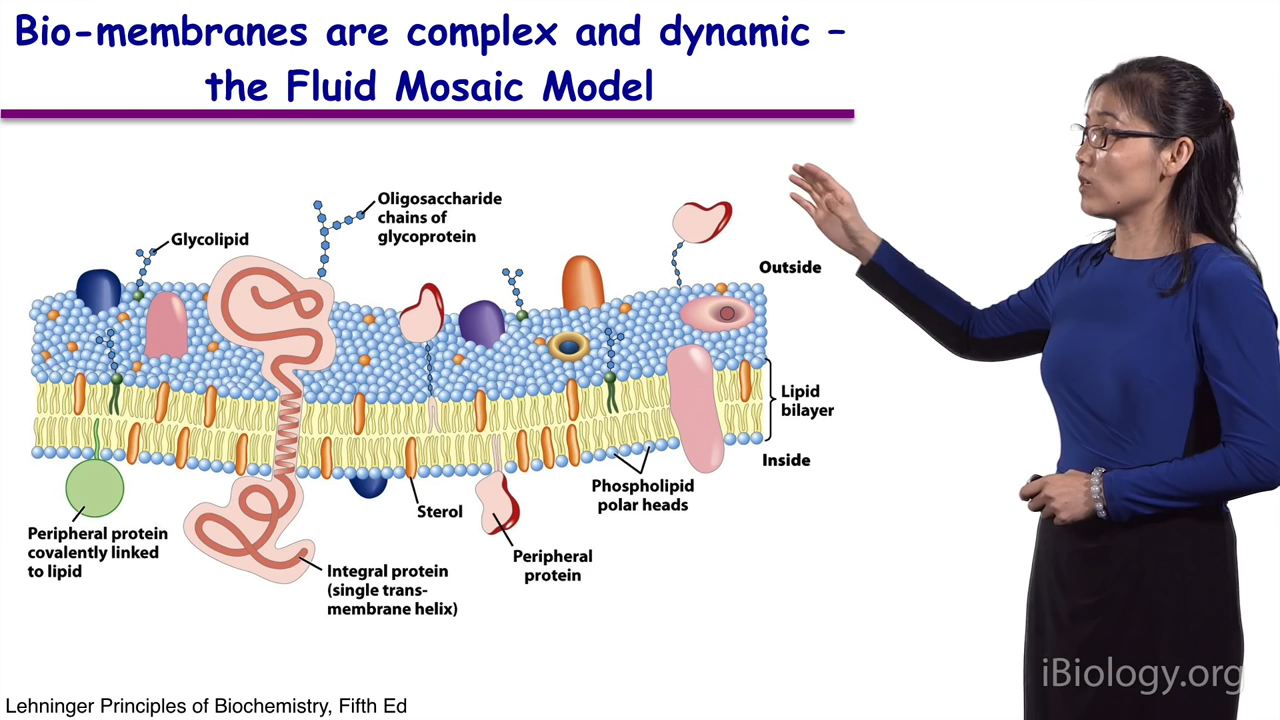 Bio-membranes are complex and dynamic –
the Fluid Mosaic Model
Oligosaccharide
chains of
glycoprotein
Glycolipid
Outside
Lipid
bilayer
Inside
Phospholipid
polar heads
Sterol
Peripheral protein
covalently linked
to lipid
Peripheral
protein
Integral protein
(single trans-
membrane helix)
iBiology.org
Lehninger Principles of Biochemistry, Fifth Ed